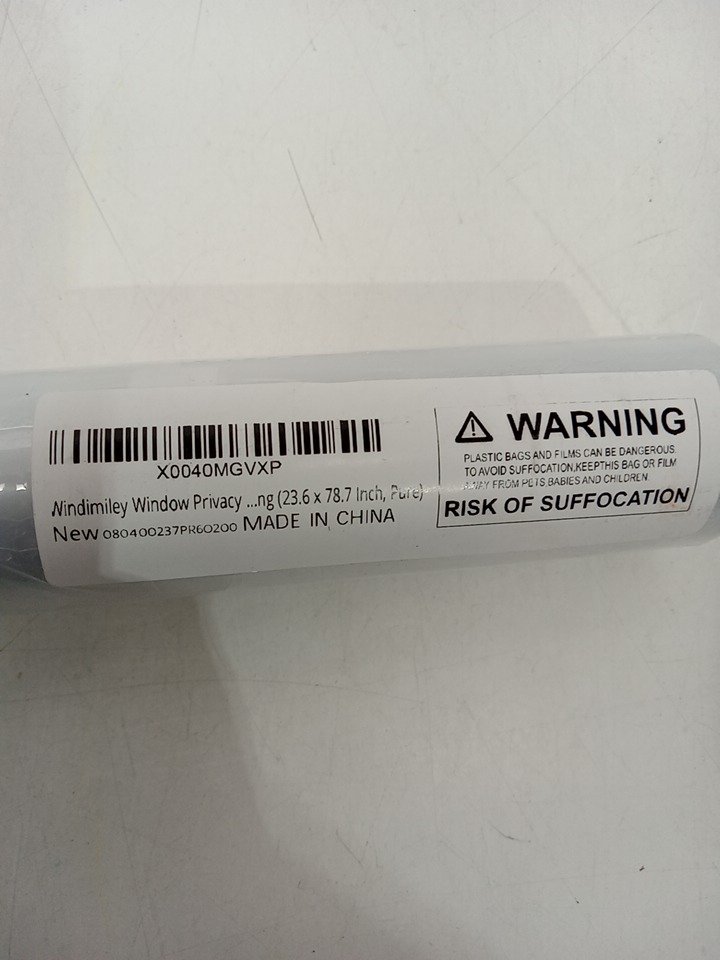 X0040MGVXP
Windimiley Window Privacy ...ng (23.6 x 78.7 Inch, Pure)
New 080400237PR60200 MADE IN CHINA
WARNING
PLASTIC BAGS AND FILMS CAN BE DANGEROUS.
TO AVOID SUFFOCATION,KEEPTHIS BAG OR FILM
AWAY FROM PETS BABIES AND CHILDREN.
RISK OF SUFFOCATION